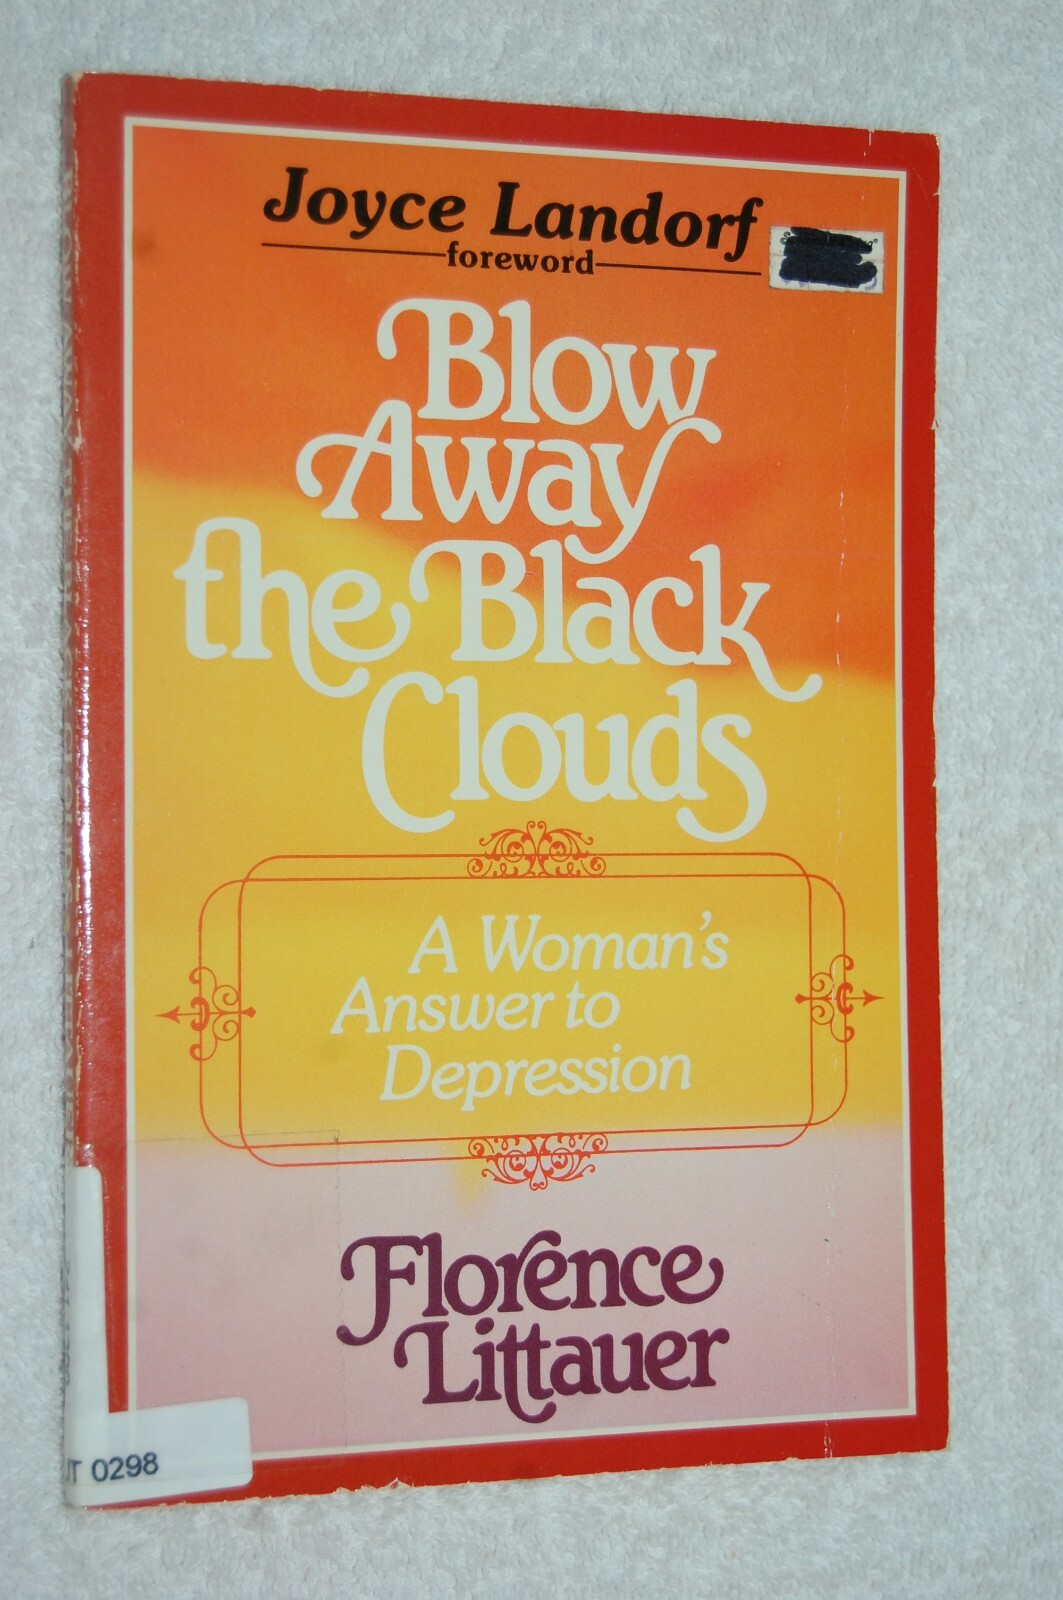 Joyce Landorf
foreword
Blow
Away
the Black
Clouds
A Woman's
Answer to
Depression
Florence
Littauer
0298